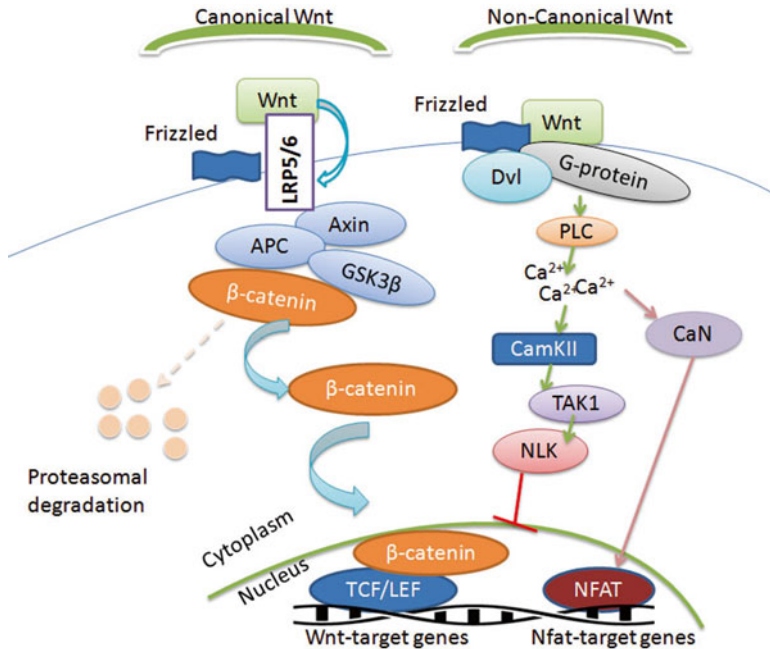 Canonical Wnt
Non-Canonical Wnt
Wnt
Frizzled
LRP5/6
Axin
APC
GSK3β
β-catenin
β-catenin
Proteasomal
degradation
Frizzled
Wnt
Dvl
G-protein
PLC
Ca2+
Ca2+Ca2+
CaN
CamKII
TAK1
NLK
Cytoplasm
Nucleus
β-catenin
TCF/LEF
NFAT
Wnt-target genes
Nfat-target genes